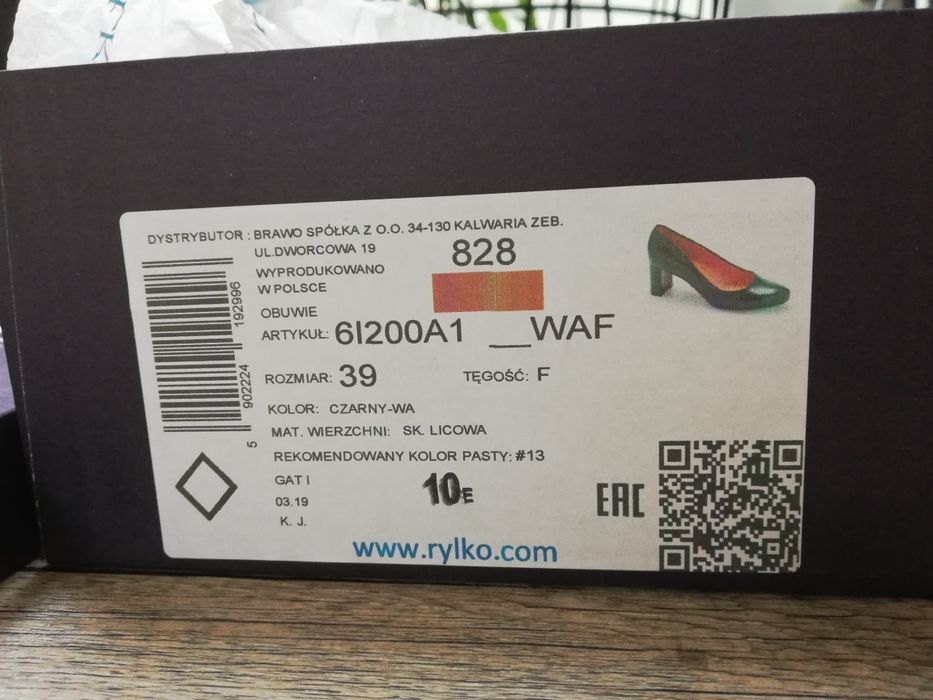 DYSTRYBUTOR : BRAWO SPÓŁKA Z O.O. 34-130 KALWARIA ZEB.
UL.DWORCOWA 19
828
WYPRODUKOWANO
W POLSCE
OBUWIE
ARTYKUŁ: 6I200A1 __WAF
ROZMIAR: 39 TĘGOŚĆ: F
KOLOR: CZARNY-WA
MAT. WIERZCHNI: SK. LICOWA
REKOMENDOWANY KOLOR PASTY: #13
GAT I
10E
03.19
K. J.
EAC
www.rylko.com
5 902224 192996